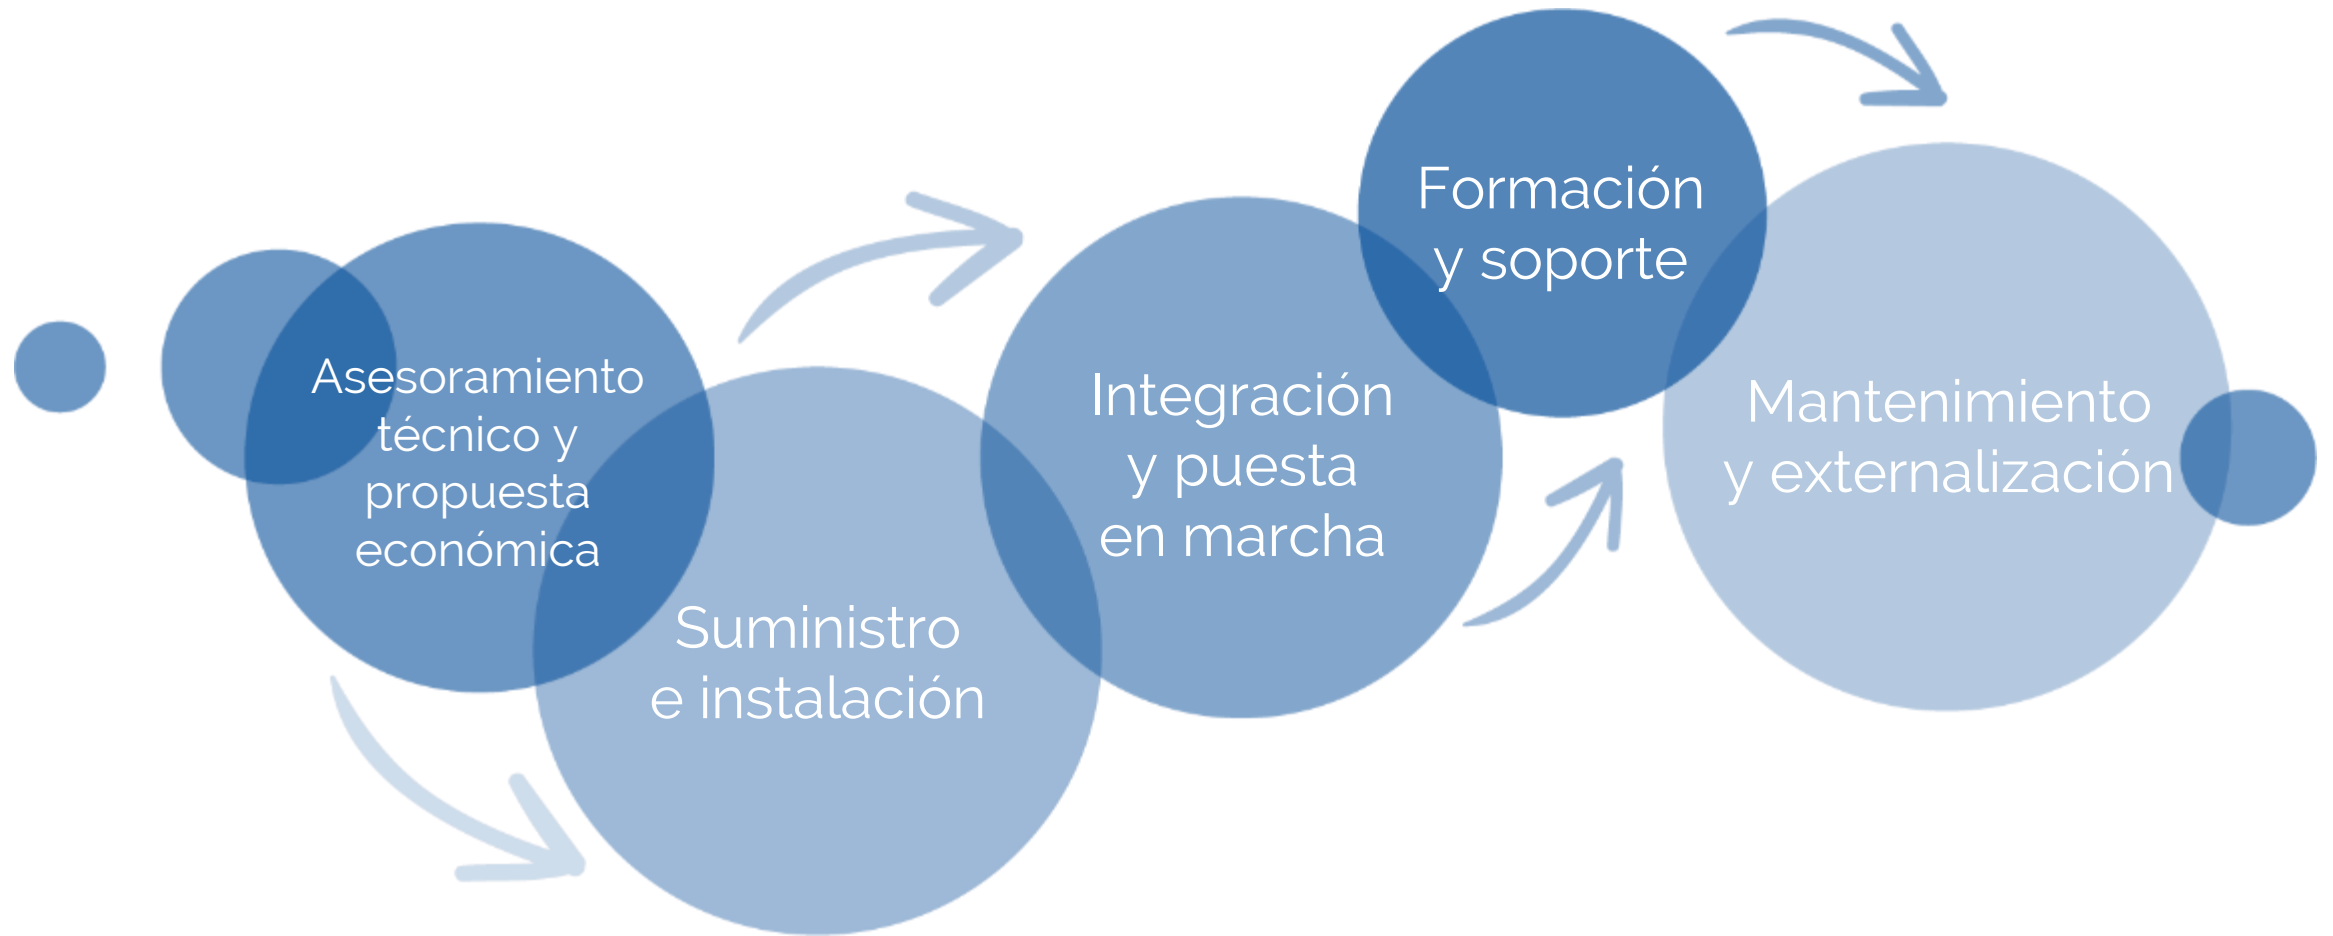 Asesoramiento
técnico y
propuesta
económica
Suministro
e instalación
Integración
y puesta
en marcha
Formación
y soporte
Mantenimiento
y externalización